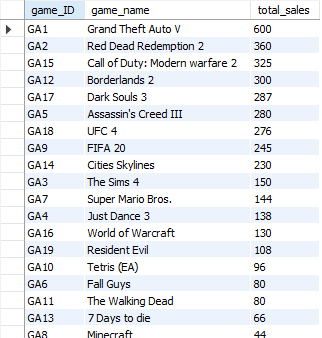 game_ID game_name total_sales
GA1 Grand Theft Auto V 600
GA2 Red Dead Redemption 2 360
GA15 Call of Duty: Modern warfare 2 325
GA12 Borderlands 2 300
GA17 Dark Souls 3 287
GA5 Assassin's Creed III 280
GA18 UFC 4 276
GA9 FIFA 20 245
GA14 Cities Skylines 230
GA3 The Sims 4 150
GA7 Super Mario Bros. 144
GA4 Just Dance 3 138
GA16 World of Warcraft 130
GA19 Resident Evil 108
GA10 Tetris (EA) 96
GA6 Fall Guys 80
GA11 The Walking Dead 80
GA13 7 Days to die 66
GA8 Minecraft 44